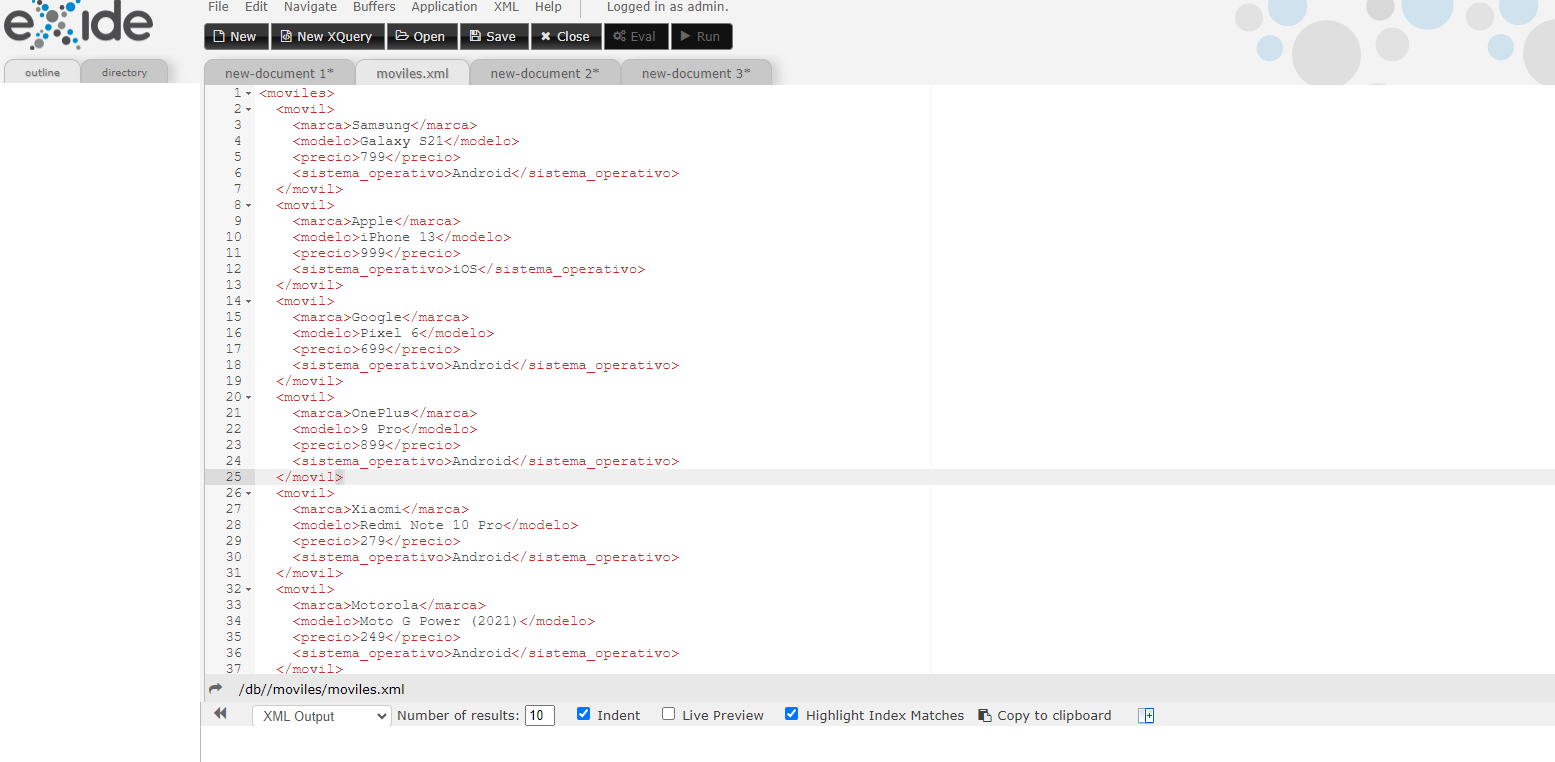 eXide
File Edit Navigate Buffers Application XML Help Logged in as admin.
New New XQuery Open Save Close Eval Run
outline directory
new-document 1* moviles.xml new-document 2* new-document 3*
1 <moviles>
2 <movil>
3 <marca>Samsung</marca>
4 <modelo>Galaxy S21</modelo>
5 <precio>799</precio>
6 <sistema_operativo>Android</sistema_operativo>
7 </movil>
8 <movil>
9 <marca>Apple</marca>
10 <modelo>iPhone 13</modelo>
11 <precio>999</precio>
12 <sistema_operativo>iOS</sistema_operativo>
13 </movil>
14 <movil>
15 <marca>Google</marca>
16 <modelo>Pixel 6</modelo>
17 <precio>699</precio>
18 <sistema_operativo>Android</sistema_operativo>
19 </movil>
20 <movil>
21 <marca>OnePlus</marca>
22 <modelo>9 Pro</modelo>
23 <precio>899</precio>
24 <sistema_operativo>Android</sistema_operativo>
25 </movil>
26 <movil>
27 <marca>Xiaomi</marca>
28 <modelo>Redmi Note 10 Pro</modelo>
29 <precio>279</precio>
30 <sistema_operativo>Android</sistema_operativo>
31 </movil>
32 <movil>
33 <marca>Motorola</marca>
34 <modelo>Moto G Power (2021)</modelo>
35 <precio>249</precio>
36 <sistema_operativo>Android</sistema_operativo>
37 </movil>
/db//moviles/moviles.xml
XML Output Number of results: 10 Indent Live Preview Highlight Index Matches Copy to clipboard